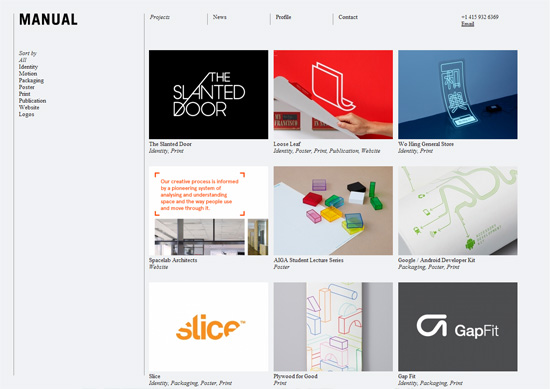 MANUAL
Projects
News
Profile
Contact
+1 415 932 6369
Email
Sort by
All
Identity
Motion
Packaging
Poster
Print
Publication
Website
Logos
THE
SLANTED
DOOR
The Slanted Door
Identity, Print
Loose Leaf
Identity, Poster, Print, Publication, Website
和
興
Wo Hing General Store
Identity, Print
Our creative process is informed
by a pioneering system of
analysing and understanding
space and the way people use
and move through it.
Spacelab Architects
Website
AIGA Student Lecture Series
Poster
Google / Android Developer Kit
Packaging, Poster, Print
slice™
Slice
Identity, Packaging, Poster, Print
Plywood for Good
Print
GapFit
Gap Fit
Identity, Packaging, Print